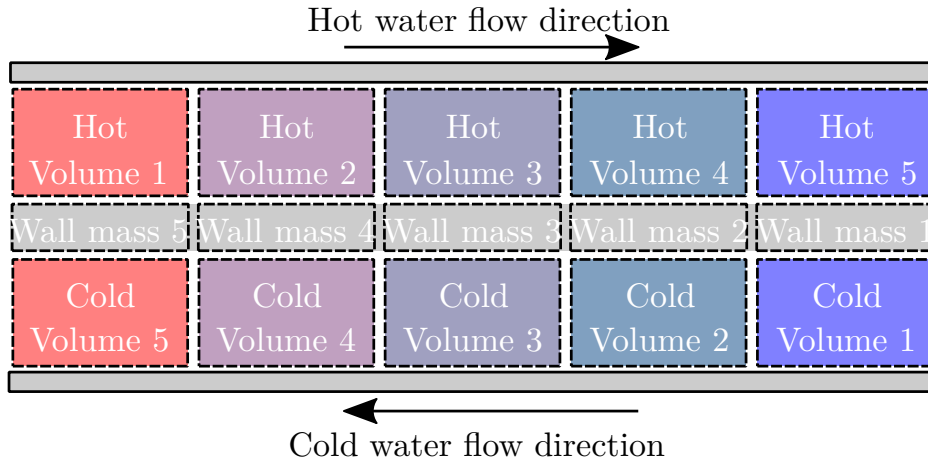 Hot water flow direction
Hot Volume 1
Hot Volume 2
Hot Volume 3
Hot Volume 4
Hot Volume 5
Wall mass 5
Wall mass 4
Wall mass 3
Wall mass 2
Wall mass 1
Cold Volume 5
Cold Volume 4
Cold Volume 3
Cold Volume 2
Cold Volume 1
Cold water flow direction